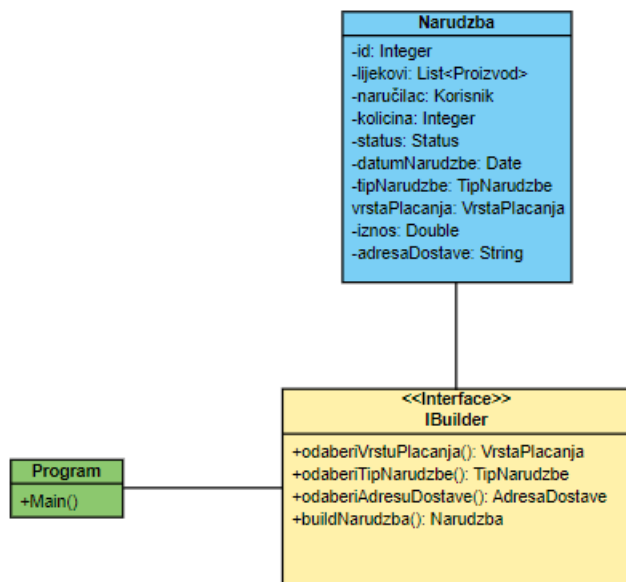 Narudzba
-id: Integer
-lijekovi: List<Proizvod>
-naručilac: Korisnik
-kolicina: Integer
-status: Status
-datumNarudzbe: Date
-tipNarudzbe: TipNarudzbe
vrstaPlacanja: VrstaPlacanja
-iznos: Double
-adresaDostave: String
<<Interface>>
IBuilder
+odaberiVrstuPlacanja(): VrstaPlacanja
+odaberiTipNarudzbe(): TipNarudzbe
+odaberiAdresuDostave(): AdresaDostave
+buildNarudzba(): Narudzba
Program
+Main()